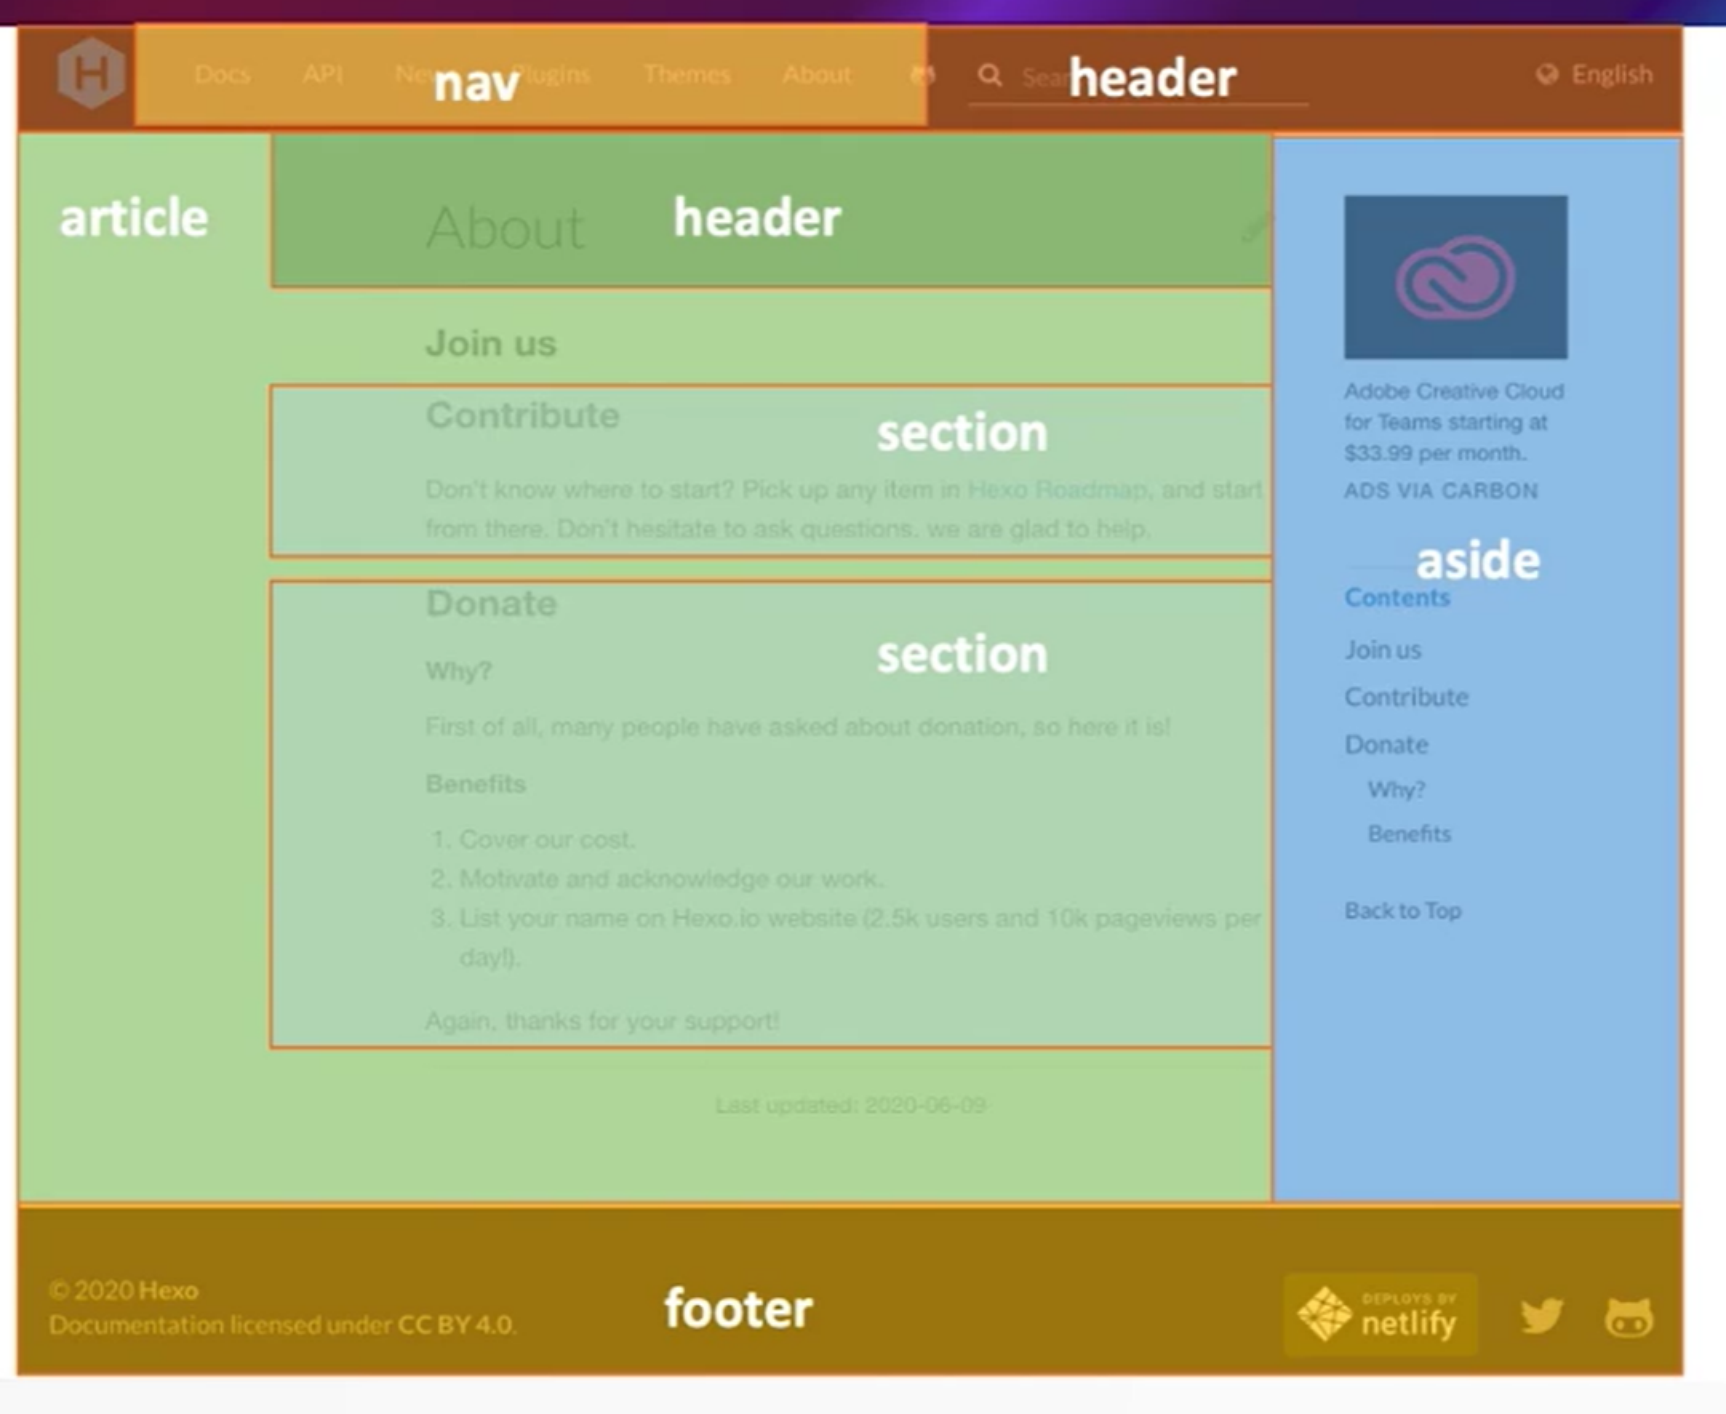 H
Docs
API
nav
Plugins
Themes
About
header
English
article
About
header
Join us
Contribute
section
Don't know where to start? Pick up any item in Hexo Roadmap, and start
from there. Don't hesitate to ask questions. we are glad to help.
Donate
section
Why?
First of all, many people have asked about donation, so here it is!
Benefits
1. Cover our cost.
2. Motivate and acknowledge our work.
3. List your name on Hexo.io website (2.5k users and 10k pageviews per
day!).
Again, thanks for your support!
Last updated: 2020-06-09
Adobe Creative Cloud
for Teams starting at
$33.99 per month.
ADS VIA CARBON
aside
Contents
Join us
Contribute
Donate
Why?
Benefits
Back to Top
© 2020 Hexo
Documentation licensed under CC BY 4.0.
footer
DEPLOYS BY
netlify